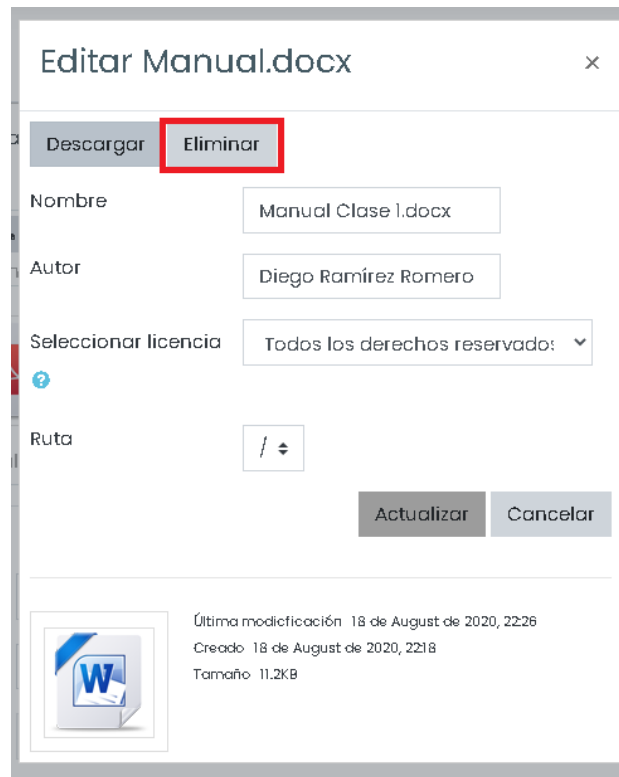 Editar Manual.docx ×
Descargar Eliminar
Nombre Manual Clase 1.docx
Autor Diego Ramírez Romero
Seleccionar licencia Todos los derechos reservados
?
Ruta /
Actualizar Cancelar
Última modicficación 18 de August de 2020, 22:26
Creado 18 de August de 2020, 22:18
Tamaño 11.2KB
W